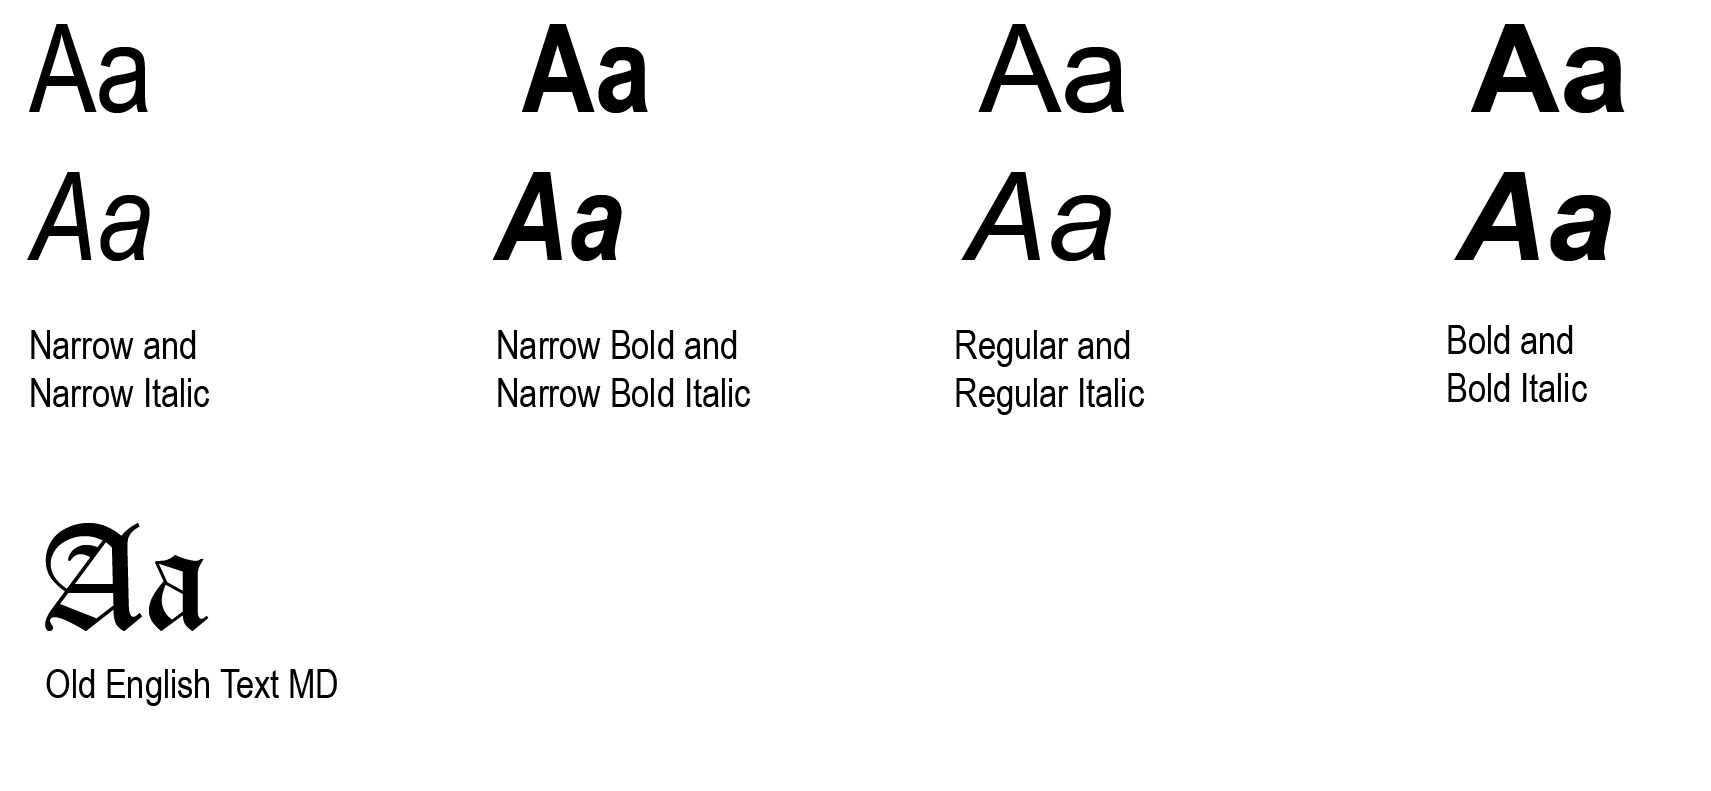 Aa Aa Aa Aa
Aa Aa Aa Aa
Narrow and
Narrow Italic
Narrow Bold and
Narrow Bold Italic
Regular and
Regular Italic
Bold and
Bold Italic
Aa
Old English Text MD